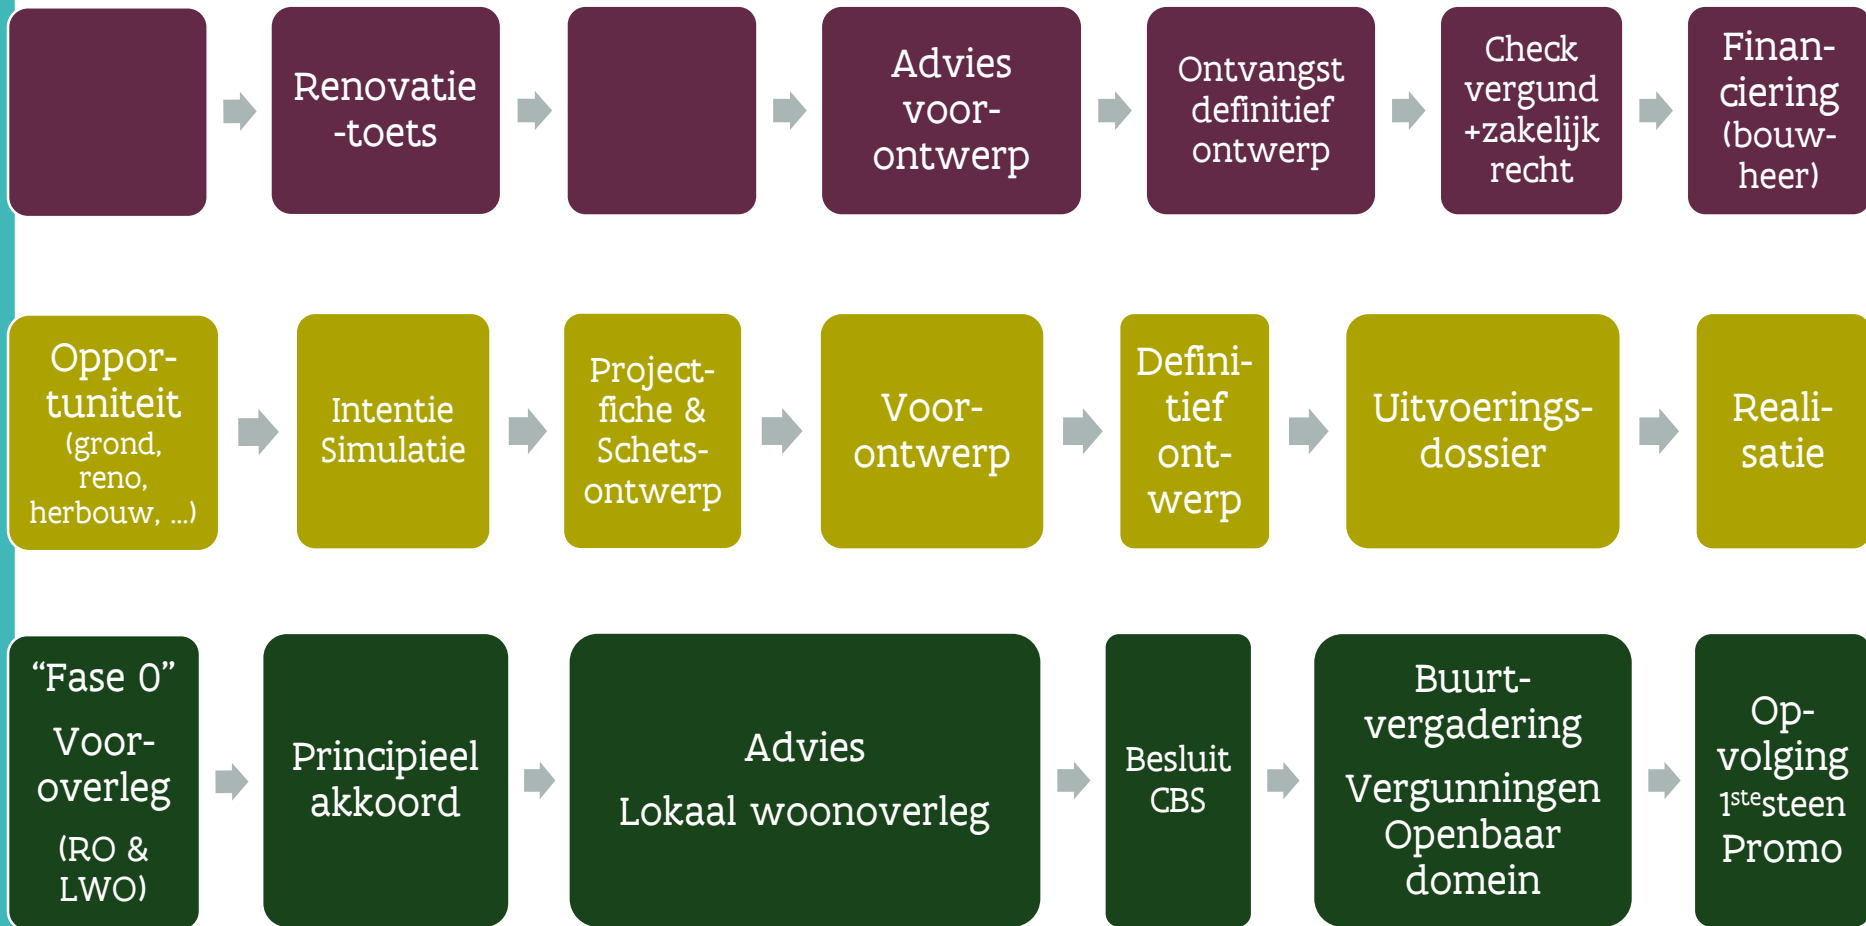 Renovatie
-toets
Advies
voor-
ontwerp
Ontvangst
definitief
ontwerp
Check
vergund
+zakelijk
recht
Finan-
ciering
(bouw-
heer)
Oppor-
tuniteit
(grond,
reno,
herbouw, ...)
Intentie
Simulatie
Project-
fiche &
Schets-
ontwerp
Voor-
ontwerp
Defini-
tief
ont-
werp
Uitvoerings-
dossier
Reali-
satie
“Fase 0”
Voor-
overleg
(RO &
LWO)
Principieel
akkoord
Advies
Lokaal woonoverleg
Besluit
CBS
Buurt-
vergadering
Vergunningen
Openbaar
domein
Op-
volging
1ste steen
Promo